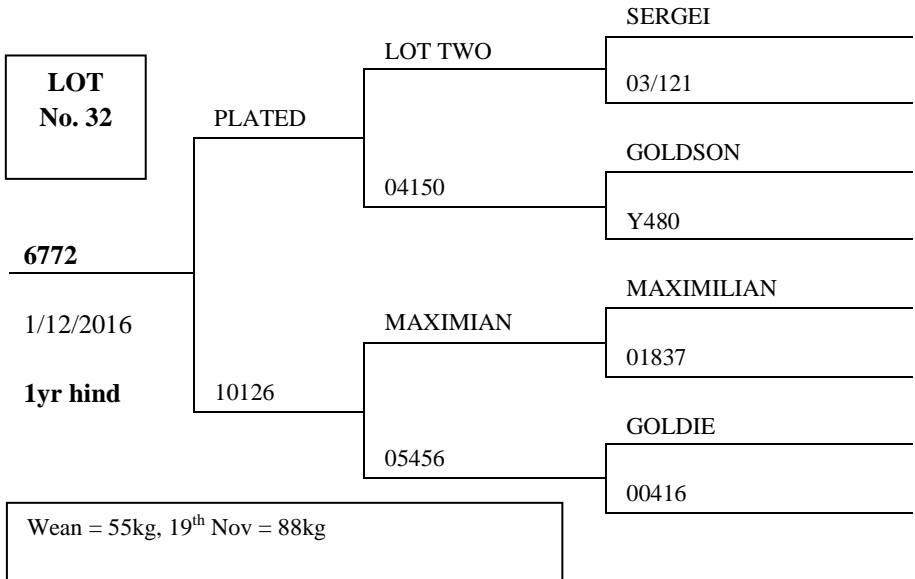 SERGEI
LOT TWO
LOT
No. 32
03/121
PLATED
GOLDSON
04150
Y480
6772
MAXIMILIAN
1/12/2016
MAXIMIAN
01837
1yr hind
10126
GOLDIE
05456
00416
Wean = 55kg, 19th Nov = 88kg